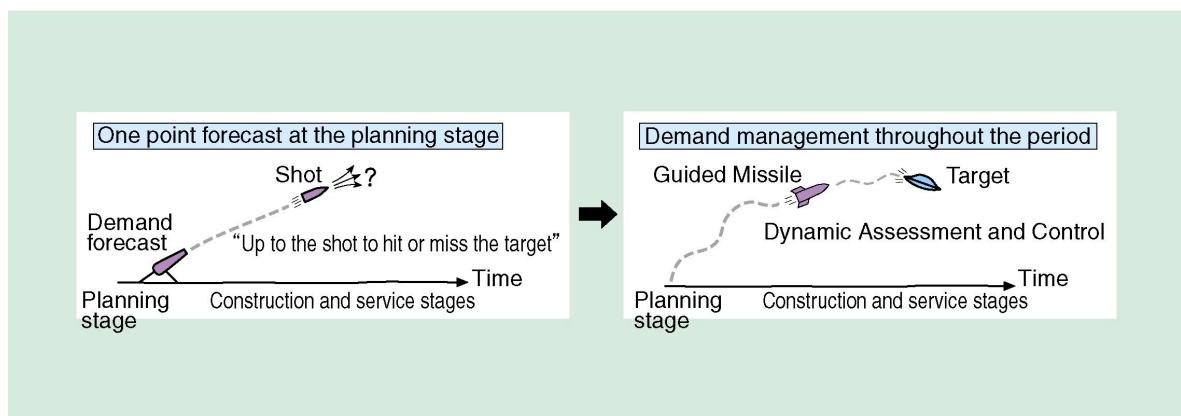 One point forecast at the planning stage
Shot
?
Demand
forecast
“Up to the shot to hit or miss the target”
Time
Planning
stage
Construction and service stages
Demand management throughout the period
Guided Missile
Target
Dynamic Assessment and Control
Time
Planning
stage
Construction and service stages